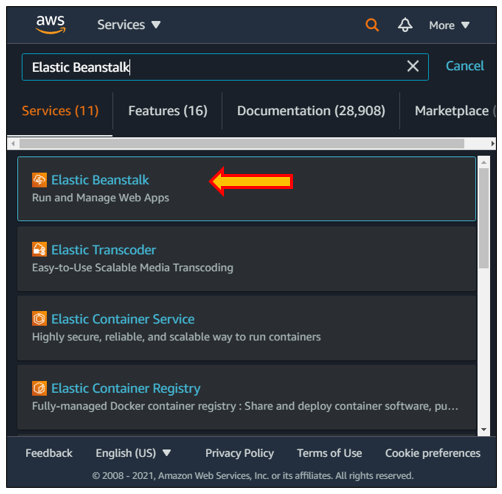 aws Services More
Elastic Beanstalk Cancel
Services (11) Features (16) Documentation (28,908) Marketplace (
Elastic Beanstalk
Run and Manage Web Apps
Elastic Transcoder
Easy-to-Use Scalable Media Transcoding
Elastic Container Service
Highly secure, reliable, and scalable way to run containers
Elastic Container Registry
Fully-managed Docker container registry : Share and deploy container software, pu...
Feedback English (US) Privacy Policy Terms of Use Cookie preferences
© 2008 - 2021, Amazon Web Services, Inc. or its affiliates. All rights reserved.